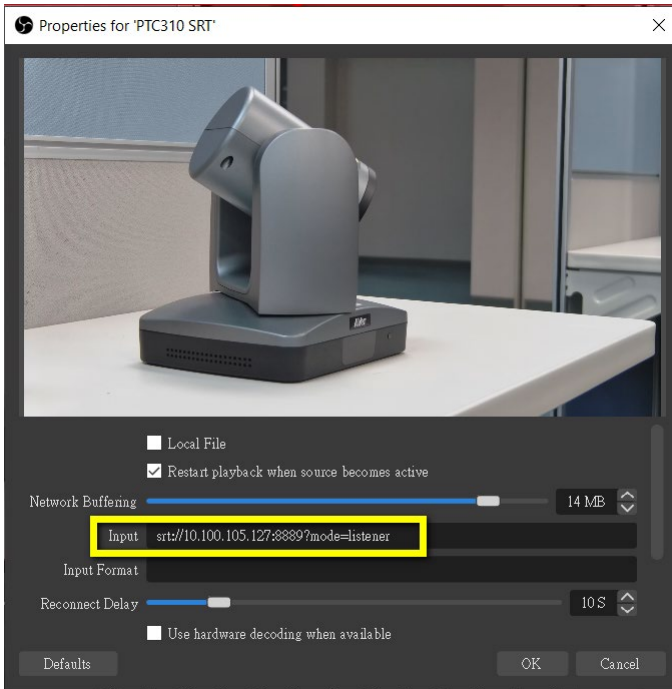 Properties for 'PTC310 SRT'
Local File
Restart playback when source becomes active
Network Buffering 14 MB
Input srt://10.100.105.127:8889?mode=listener
Input Format
Reconnect Delay 10 S
Use hardware decoding when available
Defaults OK Cancel